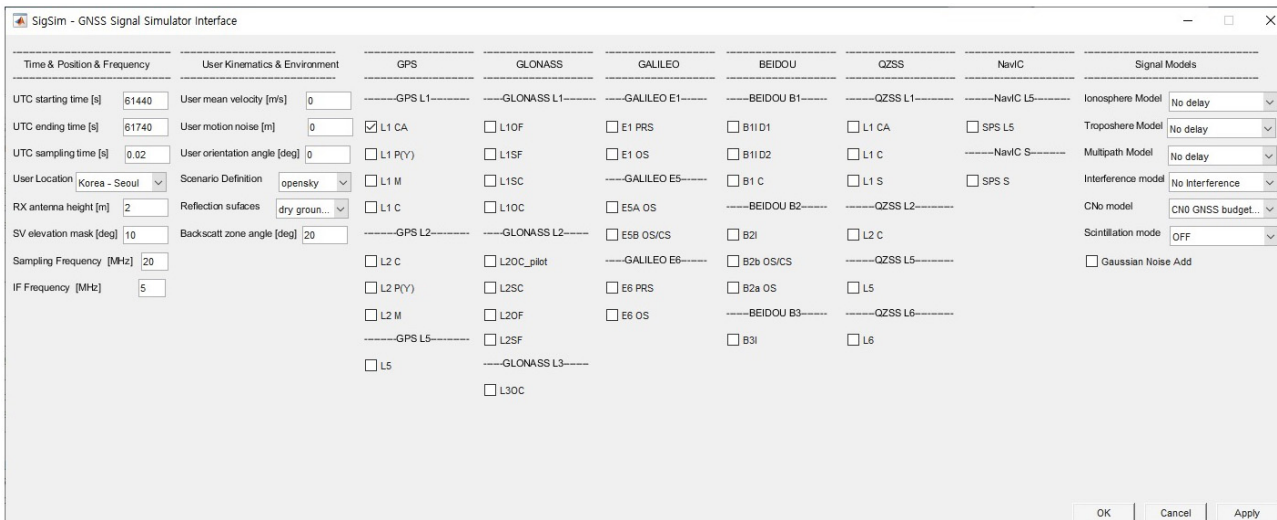 SigSim - GNSS Signal Simulator Interface
Time & Position & Frequency
UTC starting time [s] 61440
UTC ending time [s] 61740
UTC sampling time [s] 0.02
User Location Korea - Seoul
RX antenna height [m] 2
SV elevation mask [deg] 10
Sampling Frequency [MHz] 20
IF Frequency [MHz] 5
User Kinematics & Environment
User mean velocity [m/s] 0
User motion noise [m] 0
User orientation angle [deg] 0
Scenario Definition opensky
Reflection sufaces dry groun...
Backscatt zone angle [deg] 20
GPS
GPS L1
L1 CA
L1 P(Y)
L1 M
L1 C
GPS L2
L2 C
L2 P(Y)
L2 M
GPS L5
L5
GLONASS
GLONASS L1
L1OF
L1SF
L1SC
L1OC
GLONASS L2
L2OC_pilot
L2SC
L2OF
L2SF
GLONASS L3
L3OC
GALILEO
GALILEO E1
E1 PRS
E1 OS
GALILEO E5
E5A OS
E5B OS/CS
GALILEO E6
E6 PRS
E6 OS
BEIDOU
BEIDOU B1
B1I D1
B1I D2
B1 C
BEIDOU B2
B2I
B2b OS/CS
B2a OS
BEIDOU B3
B3I
QZSS
QZSS L1
L1 CA
L1 C
L1 S
QZSS L2
L2 C
QZSS L5
L5
QZSS L6
L6
NavIC
NavIC L5
SPS L5
NavIC S
SPS S
Signal Models
Ionosphere Model No delay
Troposhere Model No delay
Multipath Model No delay
Interference model No Interference
CNo model CN0 GNSS budget...
Scintillation mode OFF
Gaussian Noise Add
OK Cancel Apply